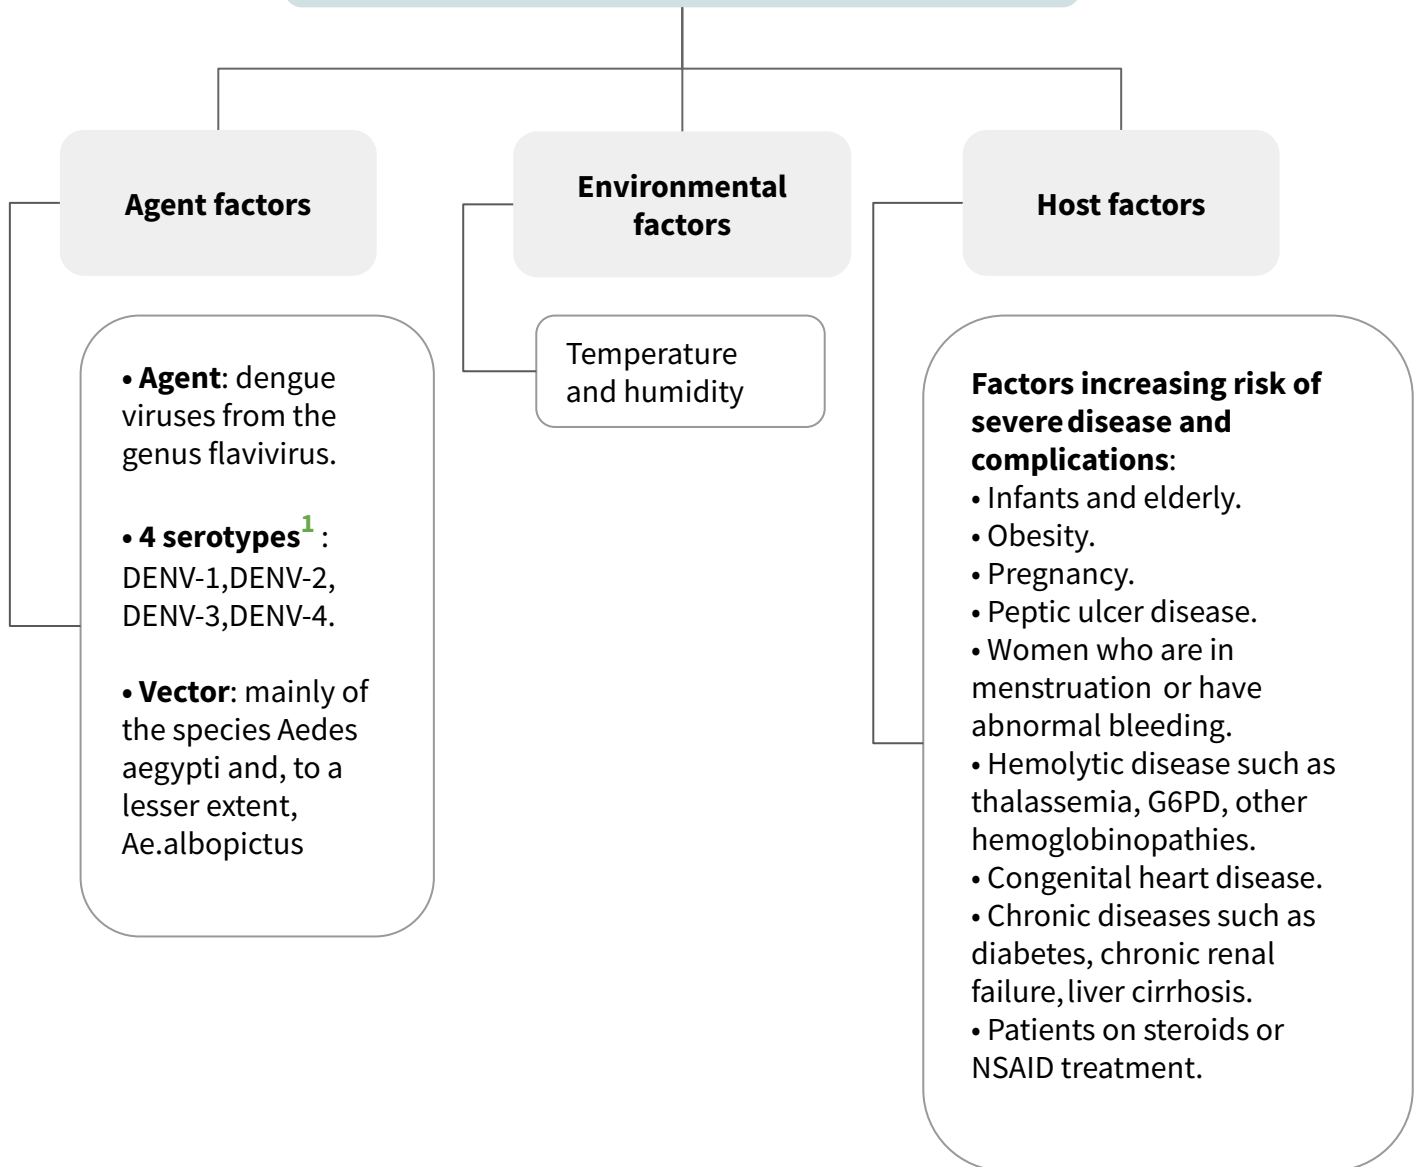 Agent factors
Environmental
factors
Host factors
• Agent: dengue
viruses from the
genus flavivirus.
• 4 serotypes1 :
DENV-1,DENV-2,
DENV-3,DENV-4.
• Vector: mainly of
the species Aedes
aegypti and, to a
lesser extent,
Ae.albopictus
Temperature
and humidity
Factors increasing risk of
severe disease and
complications:
• Infants and elderly.
• Obesity.
• Pregnancy.
• Peptic ulcer disease.
• Women who are in
menstruation or have
abnormal bleeding.
• Hemolytic disease such as
thalassemia, G6PD, other
hemoglobinopathies.
• Congenital heart disease.
• Chronic diseases such as
diabetes, chronic renal
failure, liver cirrhosis.
• Patients on steroids or
NSAID treatment.